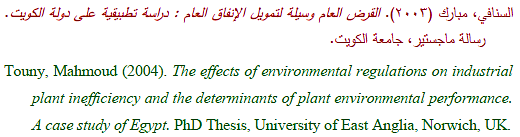 السنافي، مبارك (٢٠٠٣). القرض العام وسيلة لتمويل الإنفاق العام : دراسة تطبيقية على دولة الكويت.
رسالة ماجستير، جامعة الكويت.
Touny, Mahmoud (2004). The effects of environmental regulations on industrial
plant inefficiency and the determinants of plant environmental performance.
A case study of Egypt. PhD Thesis, University of East Anglia, Norwich, UK.